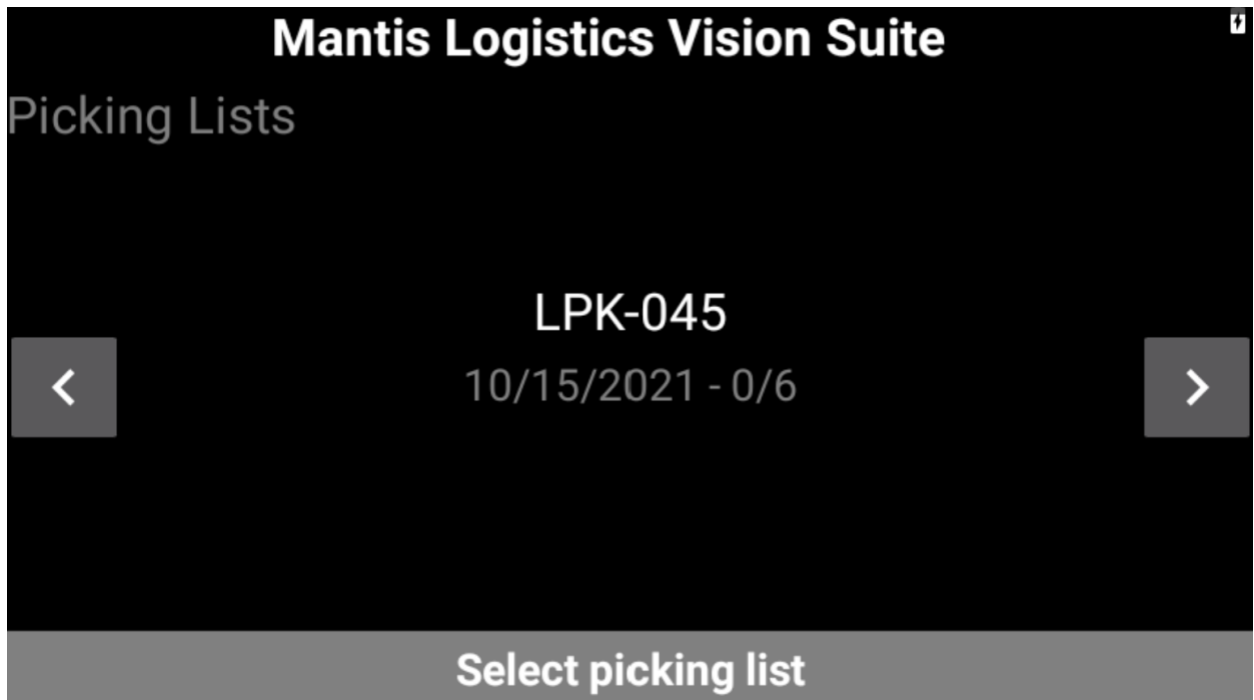 Mantis Logistics Vision Suite
Picking Lists
LPK-045
10/15/2021 - 0/6
Select picking list